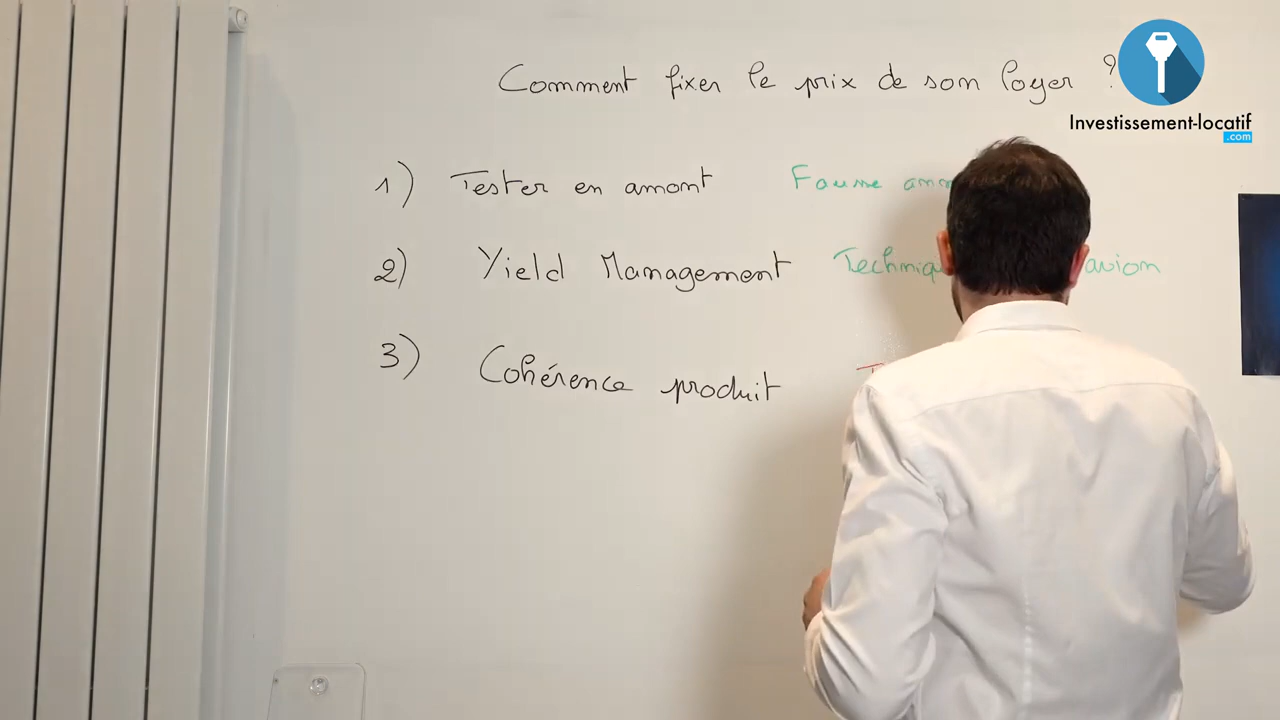 Comment fixer le prix de son loyer ?
Investissement-locatif
.com
1) Tester en amont
2) Yield Management avion
3) Cohérence produit